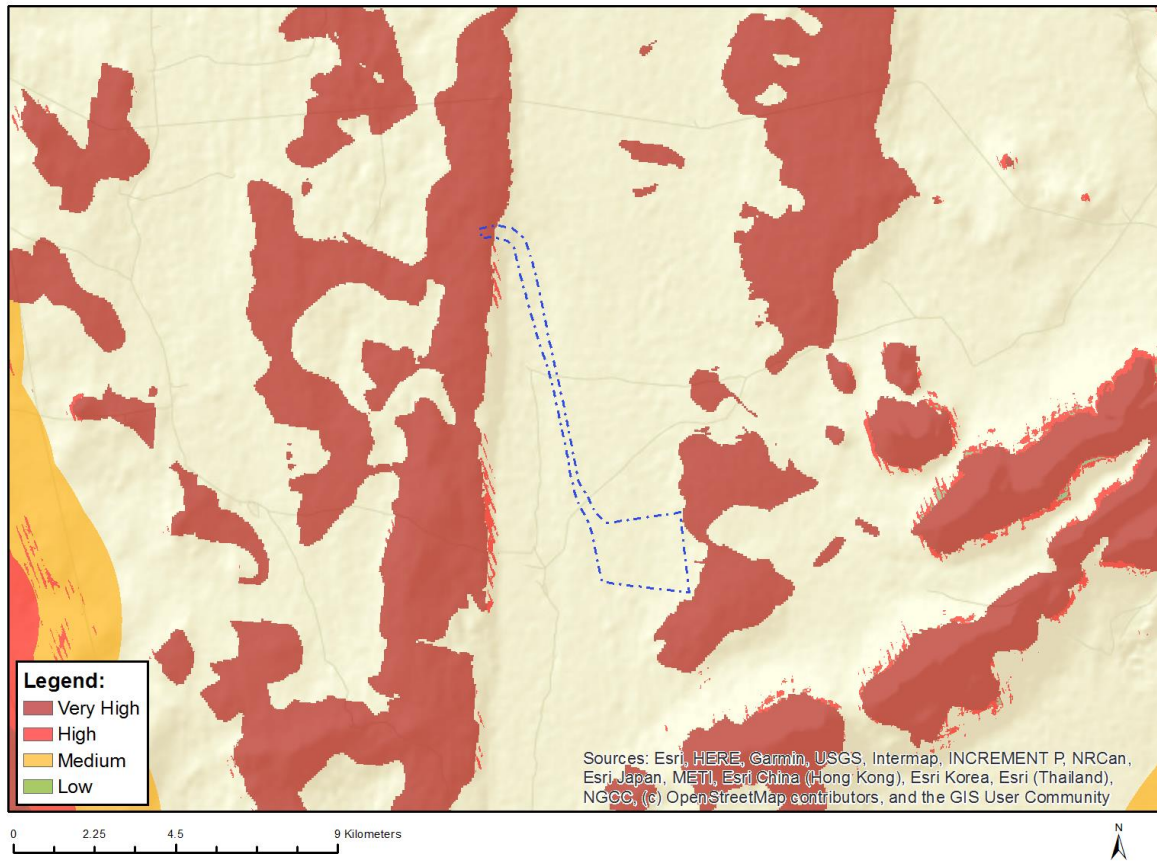 Legend:
Very High
High
Medium
Low
Sources: Esri, HERE, Garmin, USGS, Intermap, INCREMENT P, NRCan,
Esri Japan, METI, Esri China (Hong Kong), Esri Korea, Esri (Thailand),
NGCC, (c) OpenStreetMap contributors, and the GIS User Community
0 2.25 4.5 9 Kilometers
N